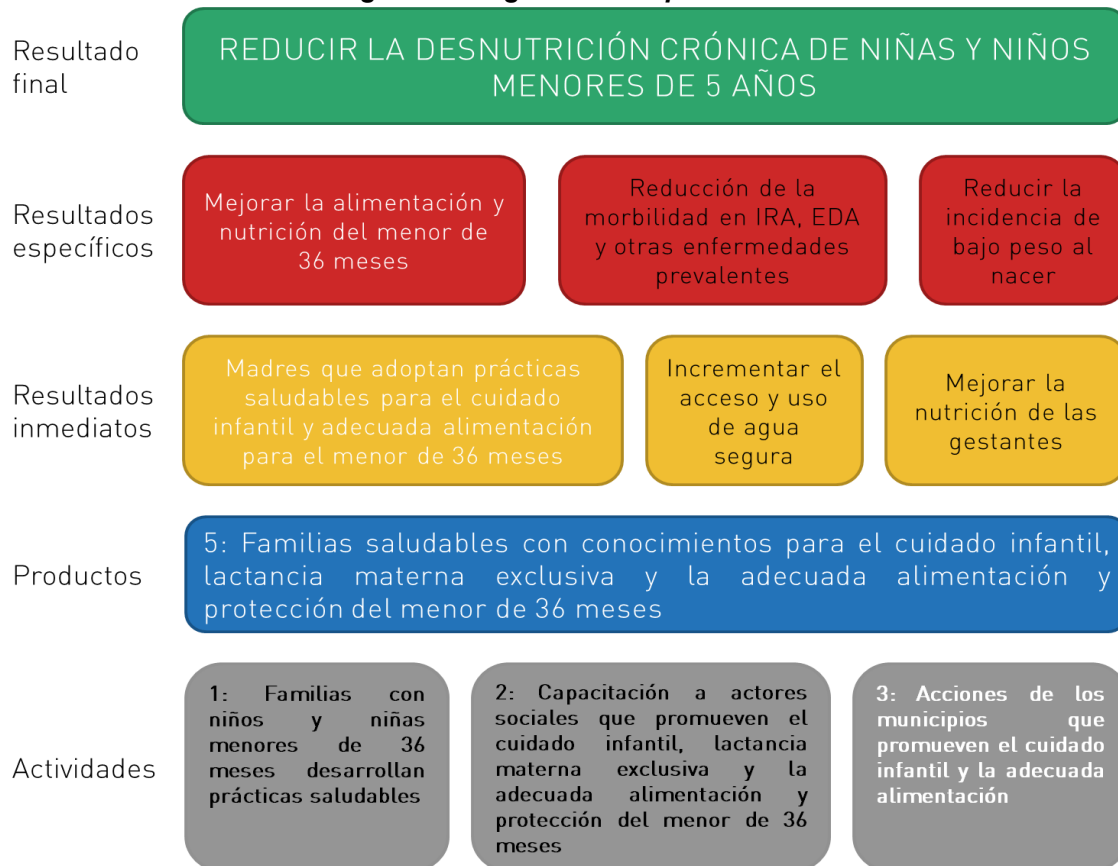 Resultado
final
REDUCIR LA DESNUTRICIÓN CRÓNICA DE NIÑAS Y NIÑOS
MENORES DE 5 AÑOS
Resultados
específicos
Mejorar la alimentación y
nutrición del menor de
36 meses
Reducción de la
morbilidad en IRA, EDA
y otras enfermedades
prevalentes
Reducir la
incidencia de
bajo peso al
nacer
Resultados
inmediatos
Madres que adoptan prácticas
saludables para el cuidado
infantil y adecuada alimentación
para el menor de 36 meses
Incrementar el
acceso y uso
de agua
segura
Mejorar la
nutrición de las
gestantes
Productos
5: Familias saludables con conocimientos para el cuidado infantil,
lactancia materna exclusiva y la adecuada alimentación y
protección del menor de 36 meses
Actividades
1: Familias con
niños y niñas
menores de 36
meses desarrollan
prácticas saludables
2: Capacitación a actores
sociales que promueven el
cuidado infantil, lactancia
materna exclusiva y la
adecuada alimentación y
protección del menor de 36
meses
3: Acciones de los
municipios que
promueven el cuidado
infantil y la adecuada
alimentación